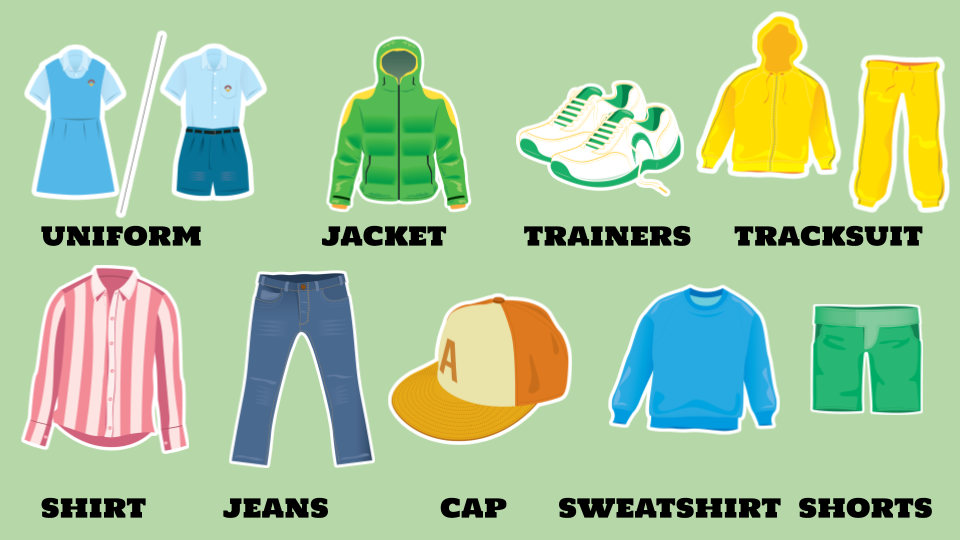 UNIFORM JACKET TRAINERS TRACKSUIT
A
SHIRT JEANS CAP SWEATSHIRT SHORTS